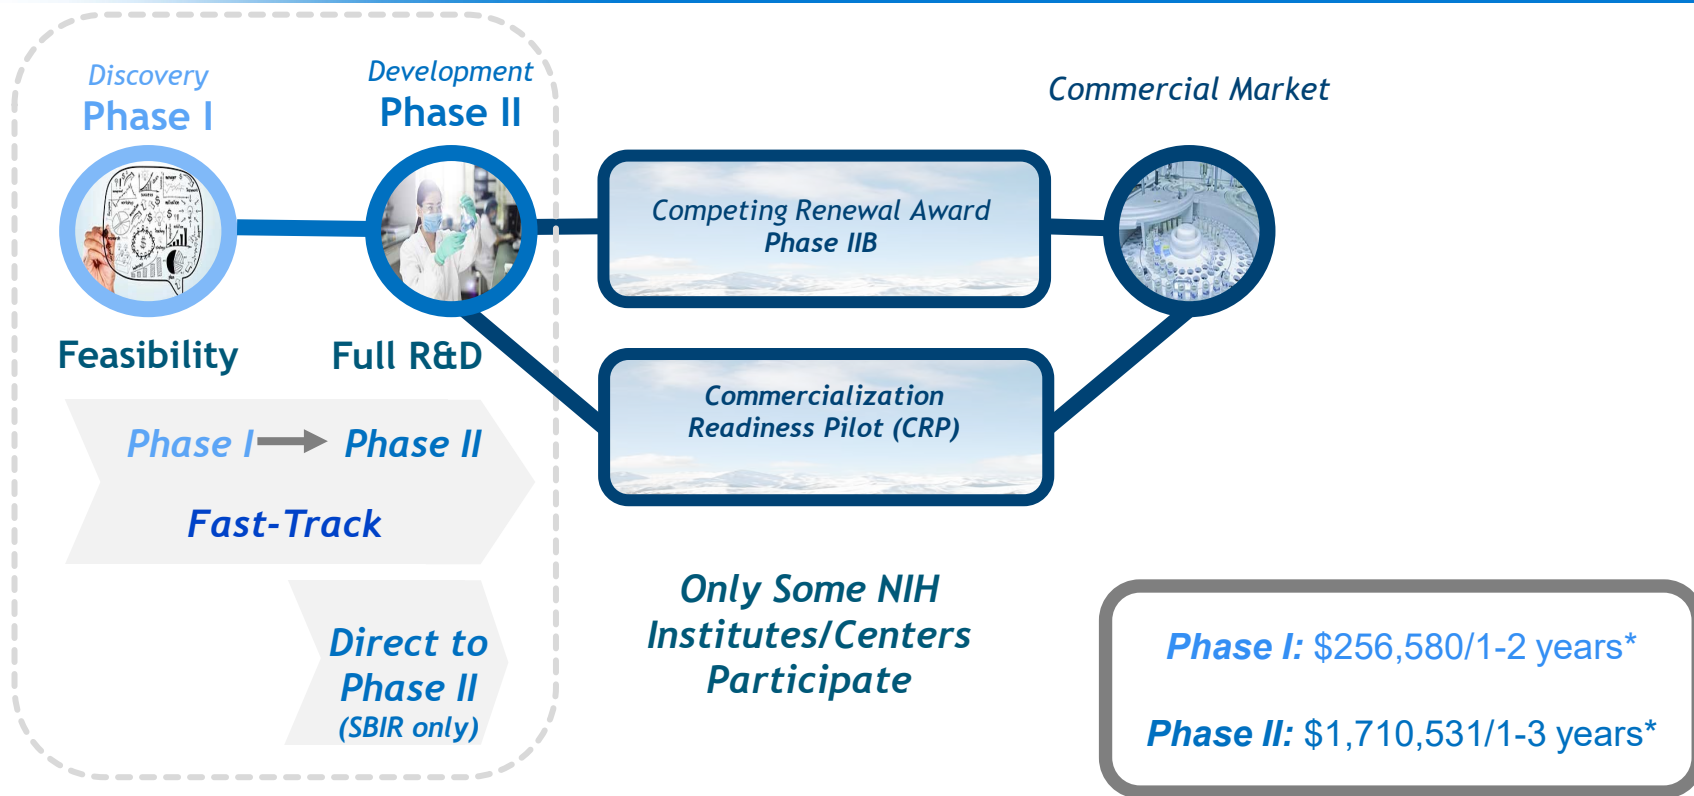 Discovery
Phase I
Development
Phase II
Commercial Market
Competing Renewal Award
Phase IIB
Feasibility
Full R&D
Commercialization
Readiness Pilot (CRP)
Phase I
Phase II
Fast-Track
Direct to
Phase II
(SBIR only)
Only Some NIH
Institutes/Centers
Participate
Phase I: $256,580/1-2 years*
Phase II: $1,710,531/1-3 years*